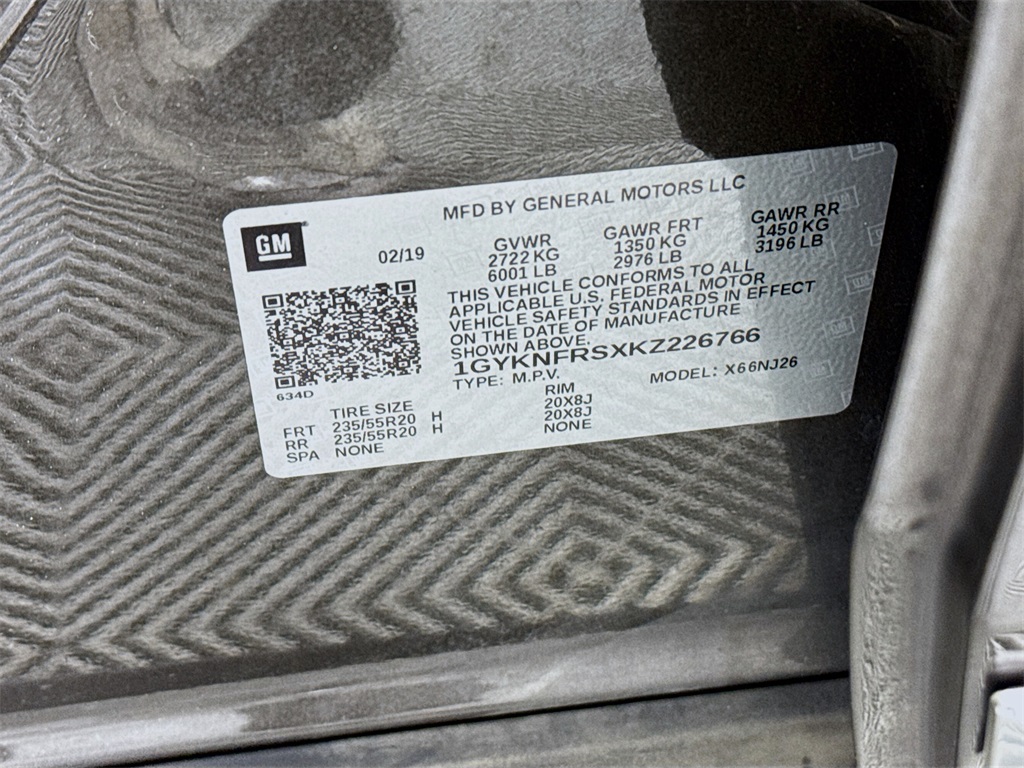 MFD BY GENERAL MOTORS LLC
GM
02/19
GVWR GAWR FRT GAWR RR
2722 KG 1350 KG 1450 KG
6001 LB 2976 LB 3196 LB
THIS VEHICLE CONFORMS TO ALL
APPLICABLE U.S. FEDERAL MOTOR
VEHICLE SAFETY STANDARDS IN EFFECT
ON THE DATE OF MANUFACTURE
SHOWN ABOVE.
1GYKNFRSXKZ226766
TYPE: M.P.V. MODEL: X66NJ26
634D
TIRE SIZE RIM
FRT 235/55R20 H 20X8J
RR 235/55R20 H 20X8J
SPA NONE NONE